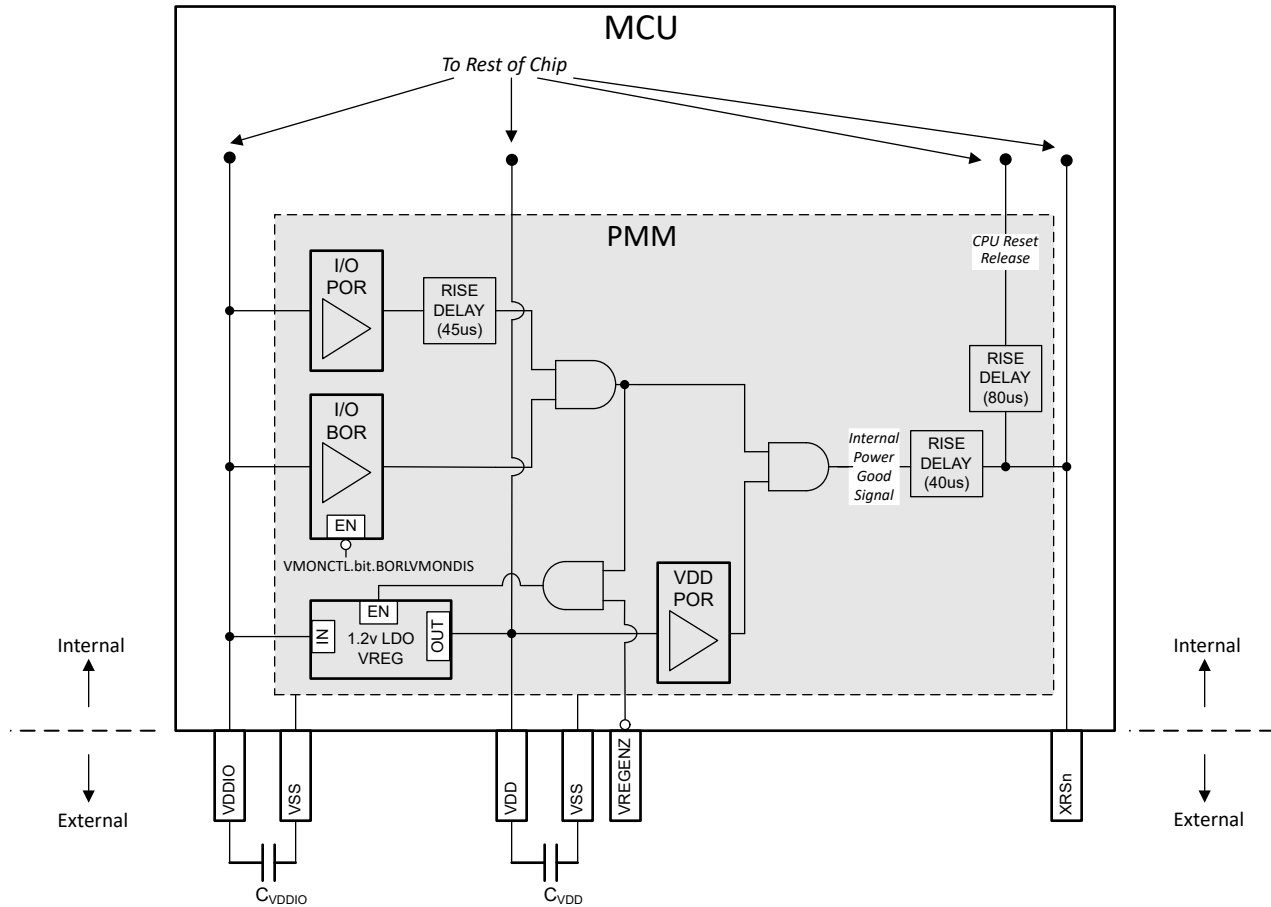 MCU
To Rest of Chip
PMM
CPU Reset
Release
I/O
POR
RISE
DELAY
(45us)
RISE
DELAY
(80us)
I/O
BOR
EN
VMONCTL.bit.BORLVMONDIS
Internal
Power
Good
Signal
RISE
DELAY
(40us)
EN
IN
1.2v LDO
VREG
OUT
VDD
POR
Internal
External
Internal
External
VDDIO
VSS
VDD
VSS
VREGENZ
XRSn
CVDDIO
CVDD